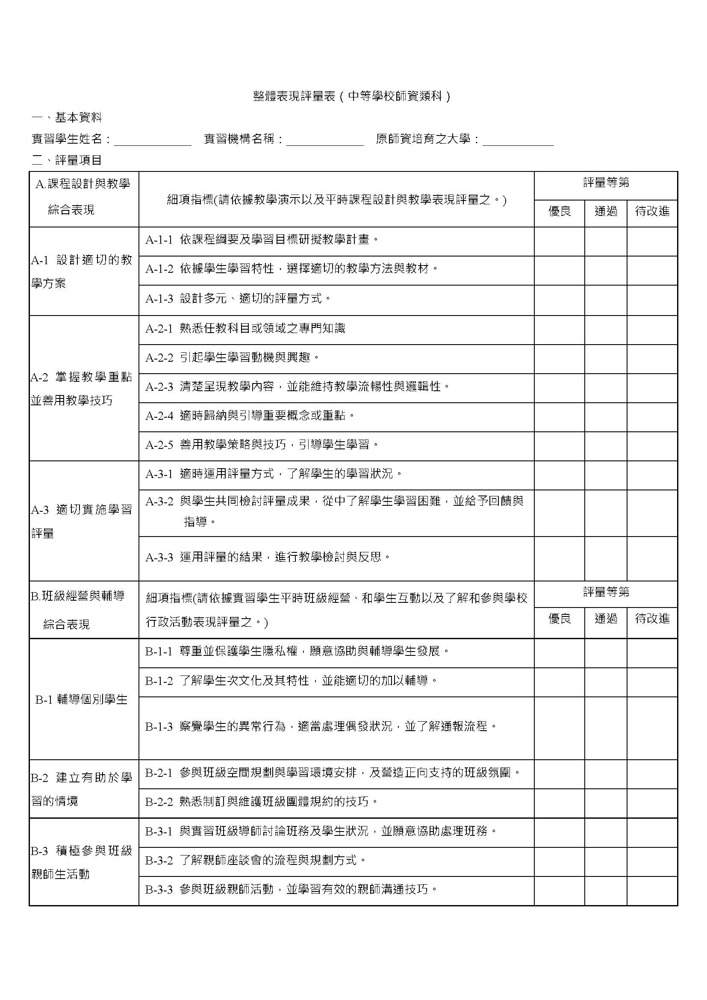 整體表現評量表（中等學校師資類科）
一、基本資料
實習學生姓名：____________ 實習機構名稱：____________ 原師資培育之大學：___________
二、評量項目
A.課程設計與教學
綜合表現
細項指標(請依據教學演示以及平時課程設計與教學表現評量之。)
評量等第
優良 通過 待改進
A-1 設計適切的教
學方案
A-1-1 依課程綱要及學習目標研擬教學計畫。
A-1-2 依據學生學習特性，選擇適切的教學方法與教材。
A-1-3 設計多元、適切的評量方式。
A-2 掌握教學重點
並善用教學技巧
A-2-1 熟悉任教科目或領域之專門知識
A-2-2 引起學生學習動機與興趣。
A-2-3 清楚呈現教學內容，並能維持教學流暢性與邏輯性。
A-2-4 適時歸納與引導重要概念或重點。
A-2-5 善用教學策略與技巧，引導學生學習。
A-3 適切實施學習
評量
A-3-1 適時運用評量方式，了解學生的學習狀況。
A-3-2 與學生共同檢討評量成果，從中了解學生學習困難，並給予回饋與
指導。
A-3-3 運用評量的結果，進行教學檢討與反思。
B.班級經營與輔導
綜合表現
細項指標(請依據實習學生平時班級經營、和學生互動以及了解和參與學校
行政活動表現評量之。)
評量等第
優良 通過 待改進
B-1 輔導個別學生
B-1-1 尊重並保護學生隱私權，願意協助與輔導學生發展。
B-1-2 了解學生次文化及其特性，並能適切的加以輔導。
B-1-3 察覺學生的異常行為，適當處理偶發狀況，並了解通報流程。
B-2 建立有助於學
習的情境
B-2-1 參與班級空間規劃與學習環境安排，及營造正向支持的班級氛圍。
B-2-2 熟悉制訂與維護班級團體規約的技巧。
B-3 積極參與班級
親師生活動
B-3-1 與實習班級導師討論班務及學生狀況，並願意協助處理班務。
B-3-2 了解親師座談會的流程與規劃方式。
B-3-3 參與班級親師活動，並學習有效的親師溝通技巧。